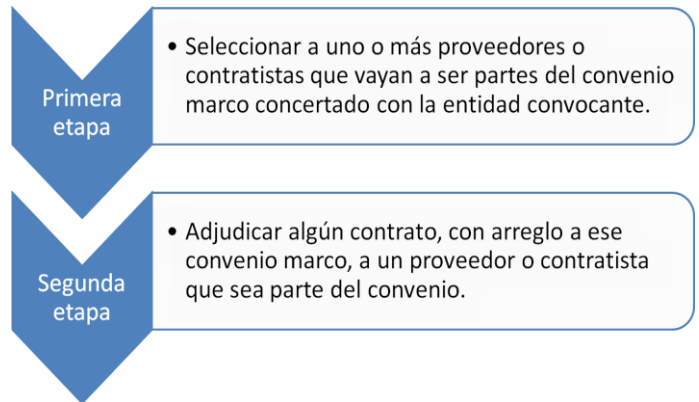 Primera
etapa
• Seleccionar a uno o más proveedores o
contratistas que vayan a ser partes del convenio
marco concertado con la entidad convocante.
Segunda
etapa
• Adjudicar algún contrato, con arreglo a ese
convenio marco, a un proveedor o contratista
que sea parte del convenio.